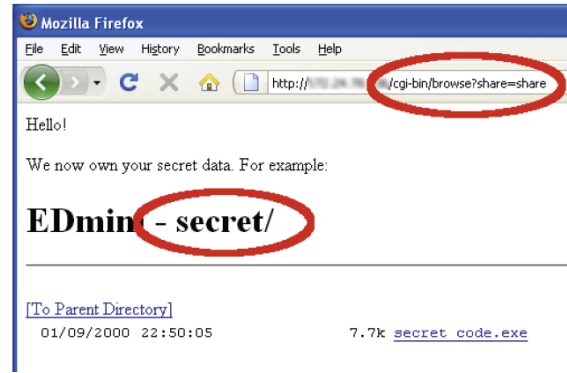 Mozilla Firefox
File Edit View History Bookmarks Tools Help
http:// /cgi-bin/browse?share=share
Hello!
We now own your secret data. For example:
EDmini - secret/
[To Parent Directory]
01/09/2000 22:50:05 7.7k secret code.exe